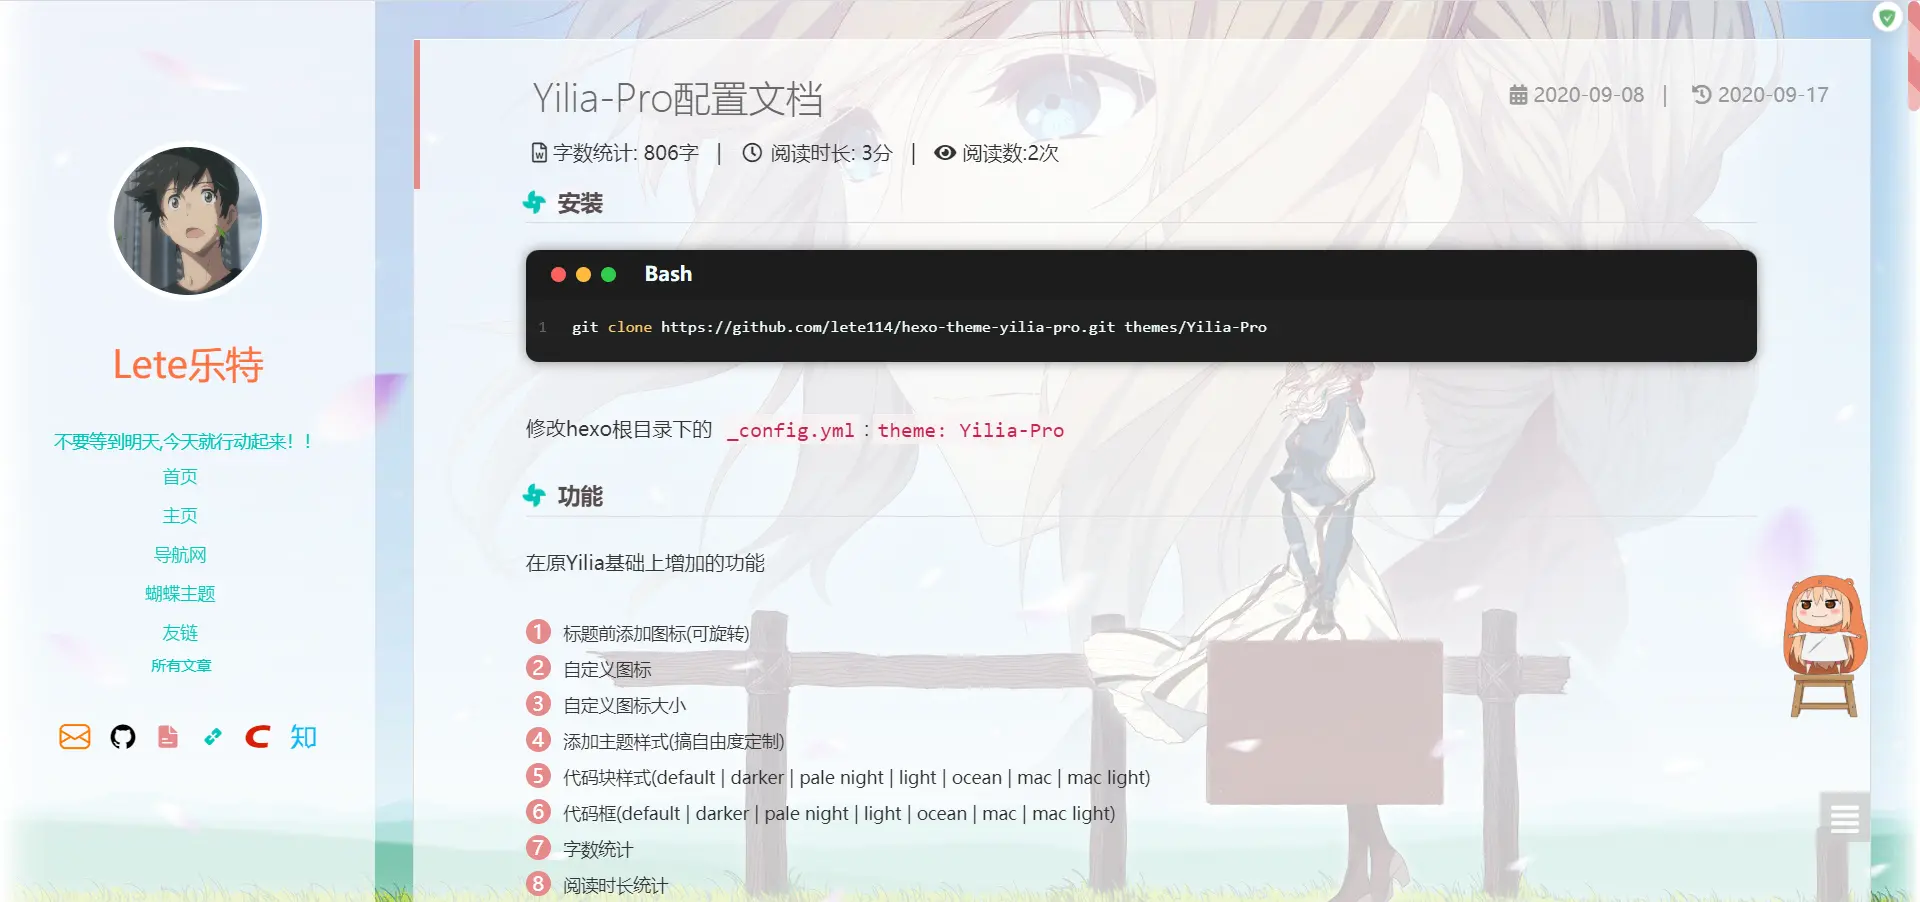 Lete乐特
不要等到明天,今天就行动起来！！
首页
主页
导航网
蝴蝶主题
友链
所有文章
知
Yilia-Pro配置文档
2020-09-08 | 2020-09-17
字数统计: 806字 | 阅读时长: 3分 | 阅读数:2次
安装
Bash
1 git clone https://github.com/lete114/hexo-theme-yilia-pro.git themes/Yilia-Pro
修改hexo根目录下的 _config.yml：theme: Yilia-Pro
功能
在原Yilia基础上增加的功能
1 标题前添加图标(可旋转)
2 自定义图标
3 自定义图标大小
4 添加主题样式(搞自由度定制)
5 代码块样式(default | darker | pale night | light | ocean | mac | mac light)
6 代码框(default | darker | pale night | light | ocean | mac | mac light)
7 字数统计
8 阅读时长统计